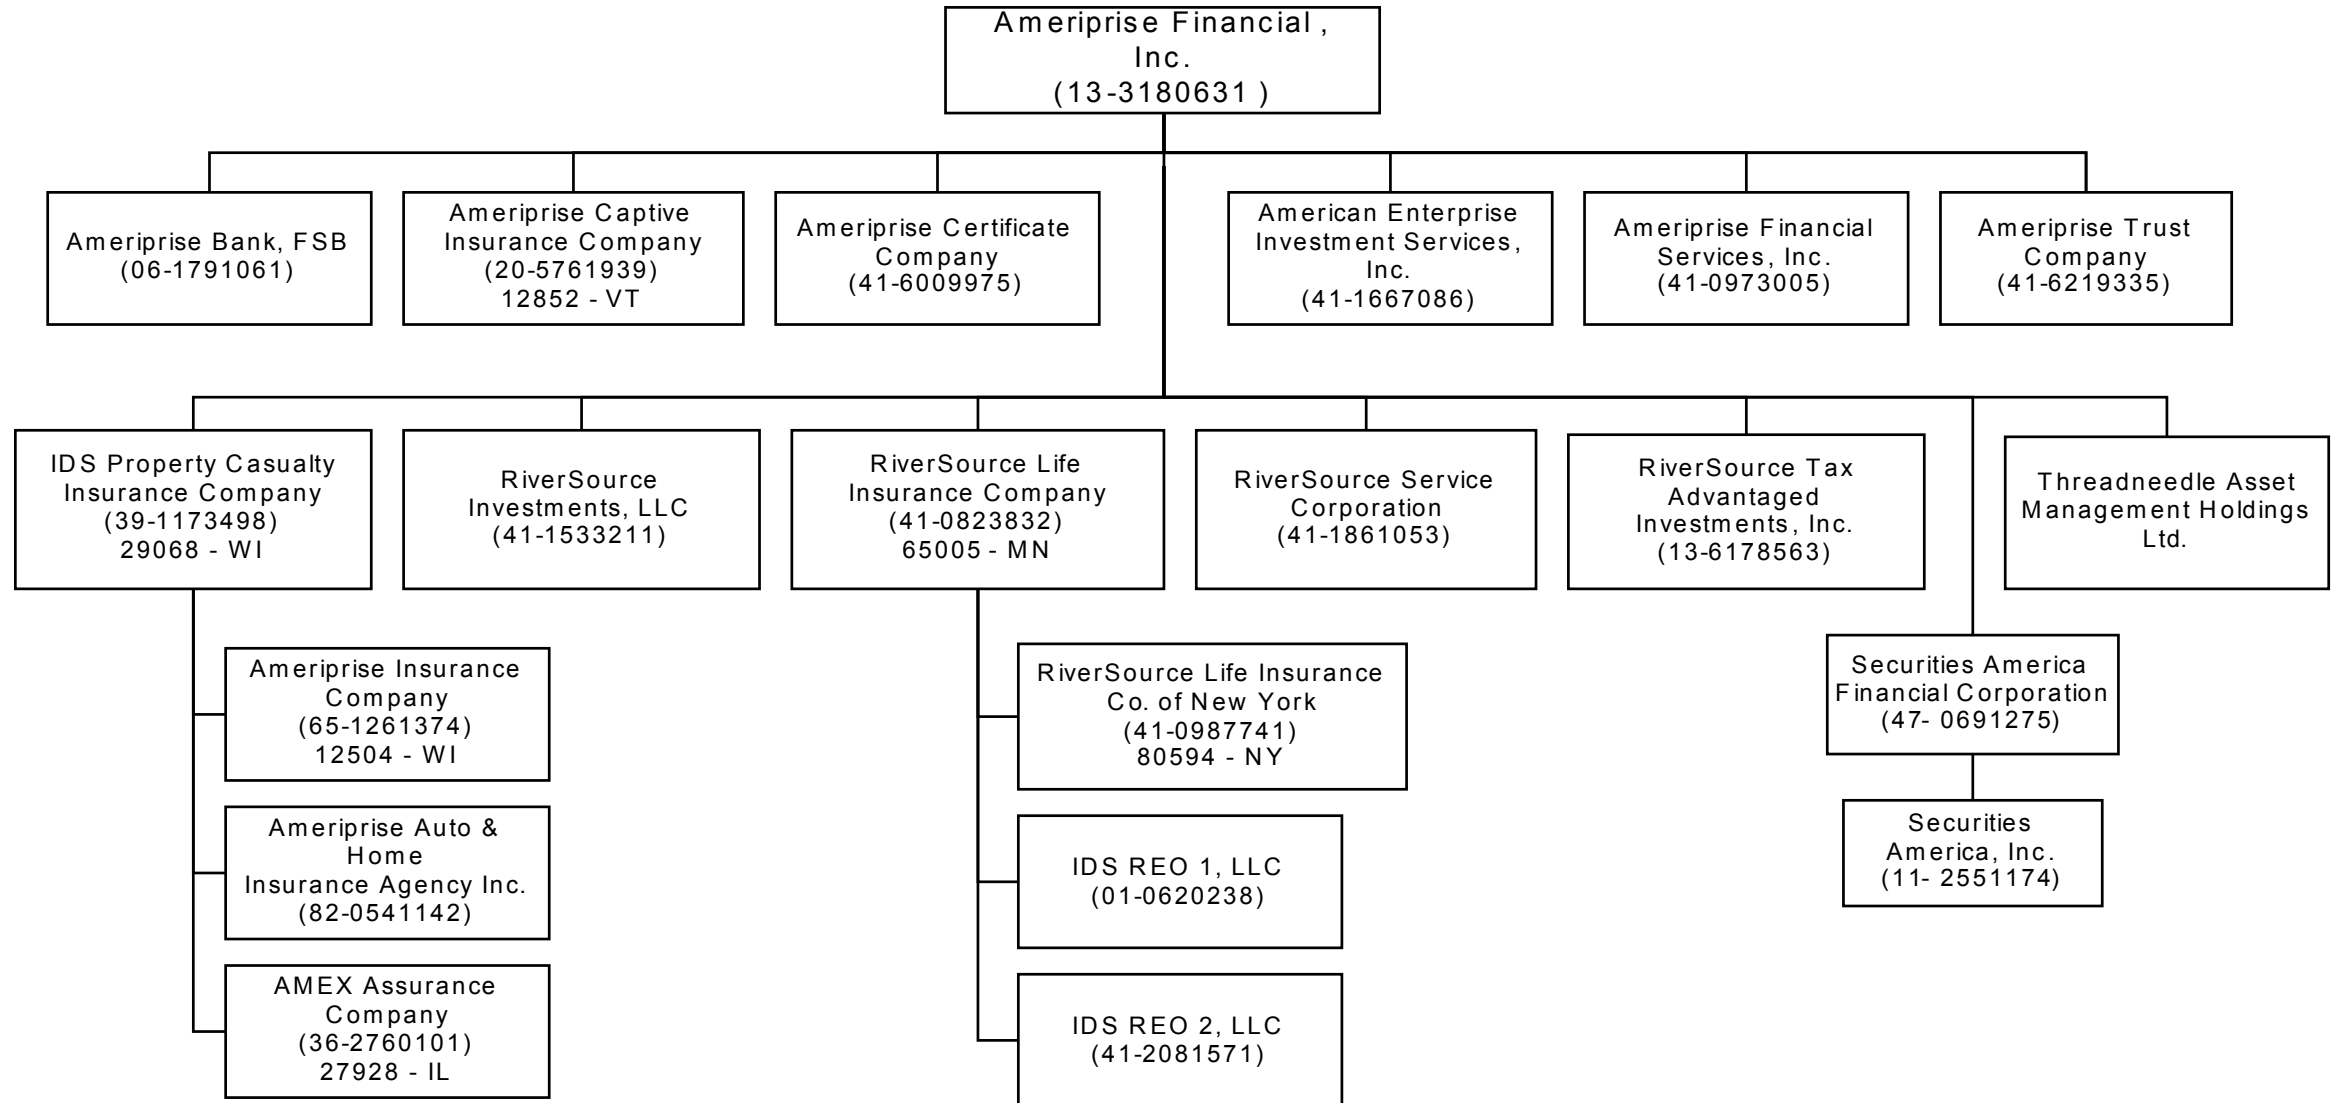 Ameriprise Financial ,
Inc.
(13-3180631 )
Ameriprise Bank, FSB
(06-1791061)
Ameriprise Captive
Insurance Company
(20-5761939)
12852 - VT
Ameriprise Certificate
Company
(41-6009975)
American Enterprise
Investment Services,
Inc.
(41-1667086)
Ameriprise Financial
Services, Inc.
(41-0973005)
Ameriprise Trust
Company
(41-6219335)
IDS Property Casualty
Insurance Company
(39-1173498)
29068 - WI
RiverSource
Investments, LLC
(41-1533211)
RiverSource Life
Insurance Company
(41-0823832)
65005 - MN
RiverSource Service
Corporation
(41-1861053)
RiverSource Tax
Advantaged
Investments, Inc.
(13-6178563)
Threadneedle Asset
Management Holdings
Ltd.
Ameriprise Insurance
Company
(65-1261374)
12504 - WI
Ameriprise Auto &
Home
Insurance Agency Inc.
(82-0541142)
AMEX Assurance
Company
(36-2760101)
27928 - IL
RiverSource Life Insurance
Co. of New York
(41-0987741)
80594 - NY
IDS REO 1, LLC
(01-0620238)
IDS REO 2, LLC
(41-2081571)
Securities America
Financial Corporation
(47- 0691275)
Securities
America, Inc.
(11- 2551174)